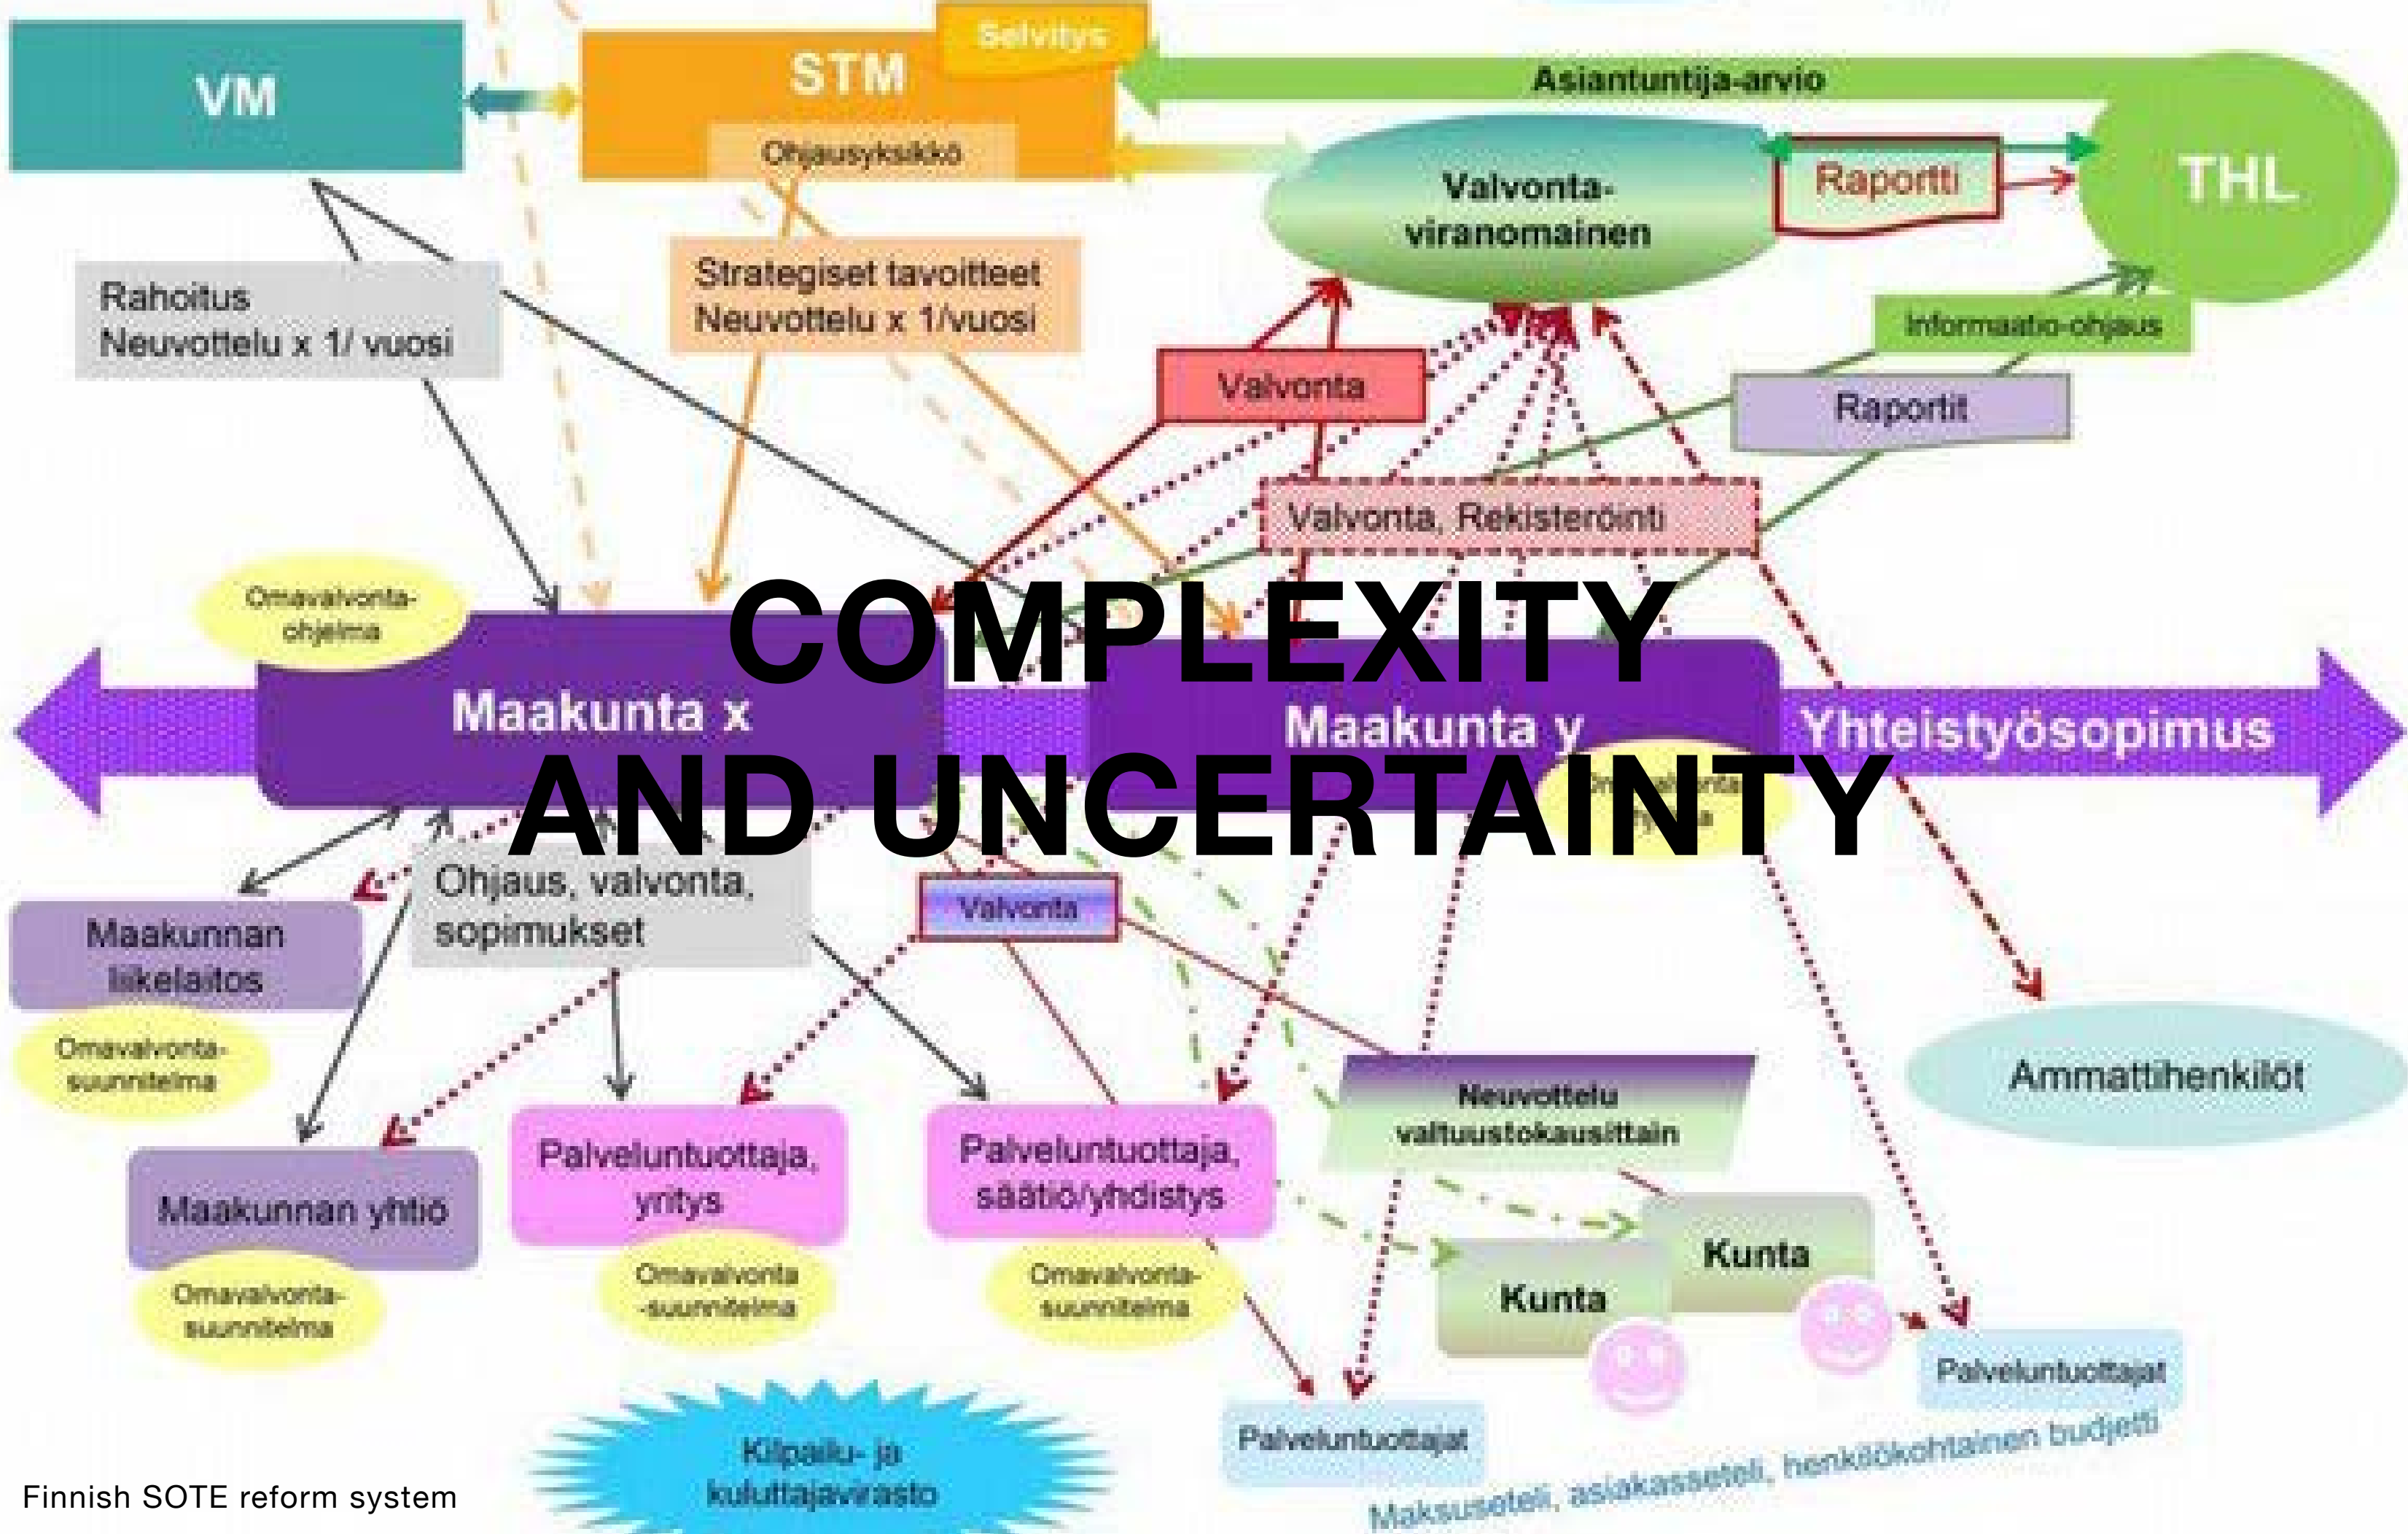 Selvitys
VM
STM
Asiantuntija-arvio
Ohjausyksikkö
Valvonta-
viranomainen
Raportti
THL
Rahoitus
Neuvottelu x 1/ vuosi
Strategiset tavoitteet
Neuvottelu x 1/vuosi
Informaatio-ohjaus
Valvonta
Raportit
Valvonta, Rekisteröinti
Omavalvonta-
ohjelma
COMPLEXITY
Maakunta x
Maakunta y
Yhteistyösopimus
AND UNCERTAINTY
Ohjaus, valvonta,
sopimukset
Valvonta
Maakunnan
liikelaitos
Omavalvonta-
suunnitelma
Neuvottelu
valtuustokausittain
Ammattihenkilöt
Maakunnan yhtiö
Palveluntuottaja,
yritys
Palveluntuottaja,
säätiö/yhdistys
Omavalvonta-
suunnitelma
Omavalvonta
-suunnitelma
Omavalvonta-
suunnitelma
Kunta
Kunta
Palveluntuottajat
Palveluntuottajat
Kilpailu- ja
kuluttajavirasto
Maksuseteli, asiakasseteli, henkilökohtainen budjetti
Finnish SOTE reform system